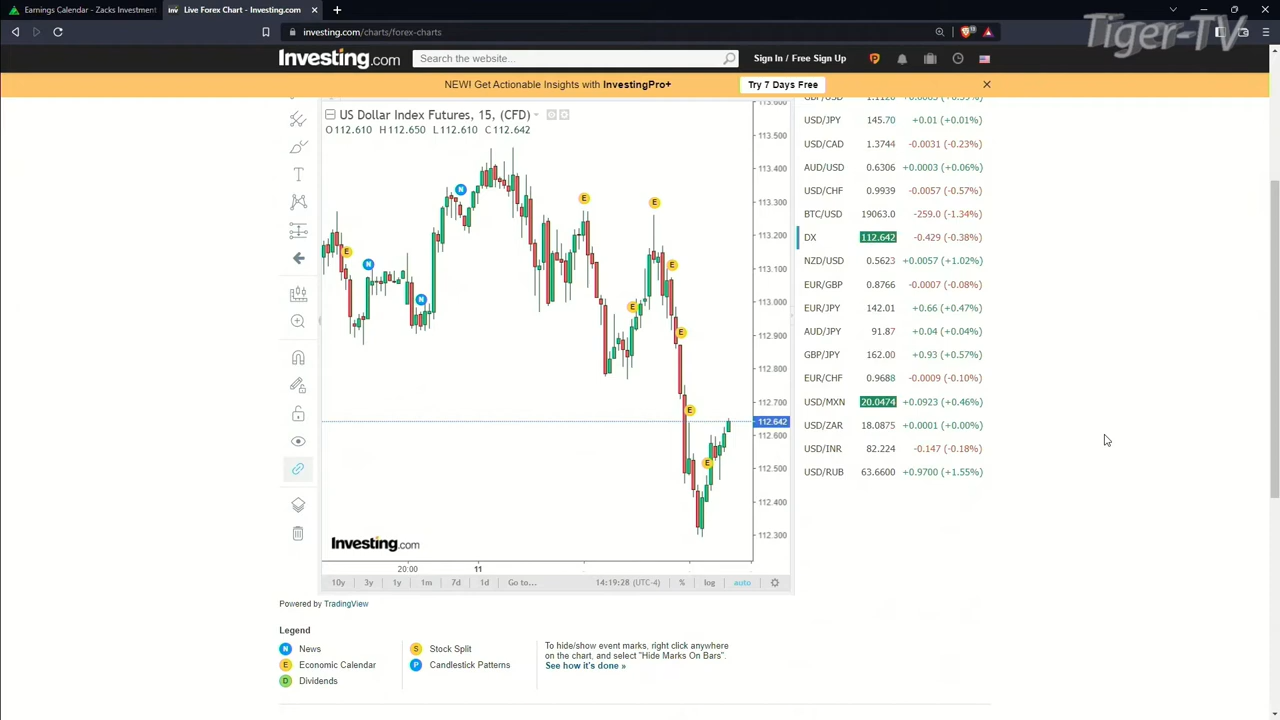 Earnings Calendar - Zacks Investment
Live Forex Chart - Investing.com
Tiger-TV
investing.com/charts/forex-charts
Investing.com
Search the website...
Sign In / Free Sign Up
NEW! Get Actionable Insights with InvestingPro+
Try 7 Days Free
US Dollar Index Futures, 15, (CFD)
O112.610 H112.650 L112.610 C112.642
113.600
113.500
113.400
113.300
113.200
113.100
113.000
112.900
112.800
112.700
112.642
112.600
112.500
112.400
112.300
USD/JPY 145.70 +0.01 (+0.01%)
USD/CAD 1.3744 -0.0031 (-0.23%)
AUD/USD 0.6306 +0.0003 (+0.06%)
USD/CHF 0.9939 -0.0057 (-0.57%)
BTC/USD 19063.0 -259.0 (-1.34%)
DX 112.642 -0.429 (-0.38%)
NZD/USD 0.5623 +0.0057 (+1.02%)
EUR/GBP 0.8766 -0.0007 (-0.08%)
EUR/JPY 142.01 +0.66 (+0.47%)
AUD/JPY 91.87 +0.04 (+0.04%)
GBP/JPY 162.00 +0.93 (+0.57%)
EUR/CHF 0.9688 -0.0009 (-0.10%)
USD/MXN 20.0474 +0.0923 (+0.46%)
USD/ZAR 18.0875 +0.0001 (+0.00%)
USD/INR 82.224 -0.147 (-0.18%)
USD/RUB 63.6600 +0.9700 (+1.55%)
Investing.com
20:00 11
10y 3y 1y 1m 7d 1d Go to... 14:19:28 (UTC-4) % log auto
Powered by TradingView
Legend
N News
E Economic Calendar
D Dividends
S Stock Split
P Candlestick Patterns
To hide/show event marks, right click anywhere
on the chart, and select "Hide Marks On Bars".
See how it's done »